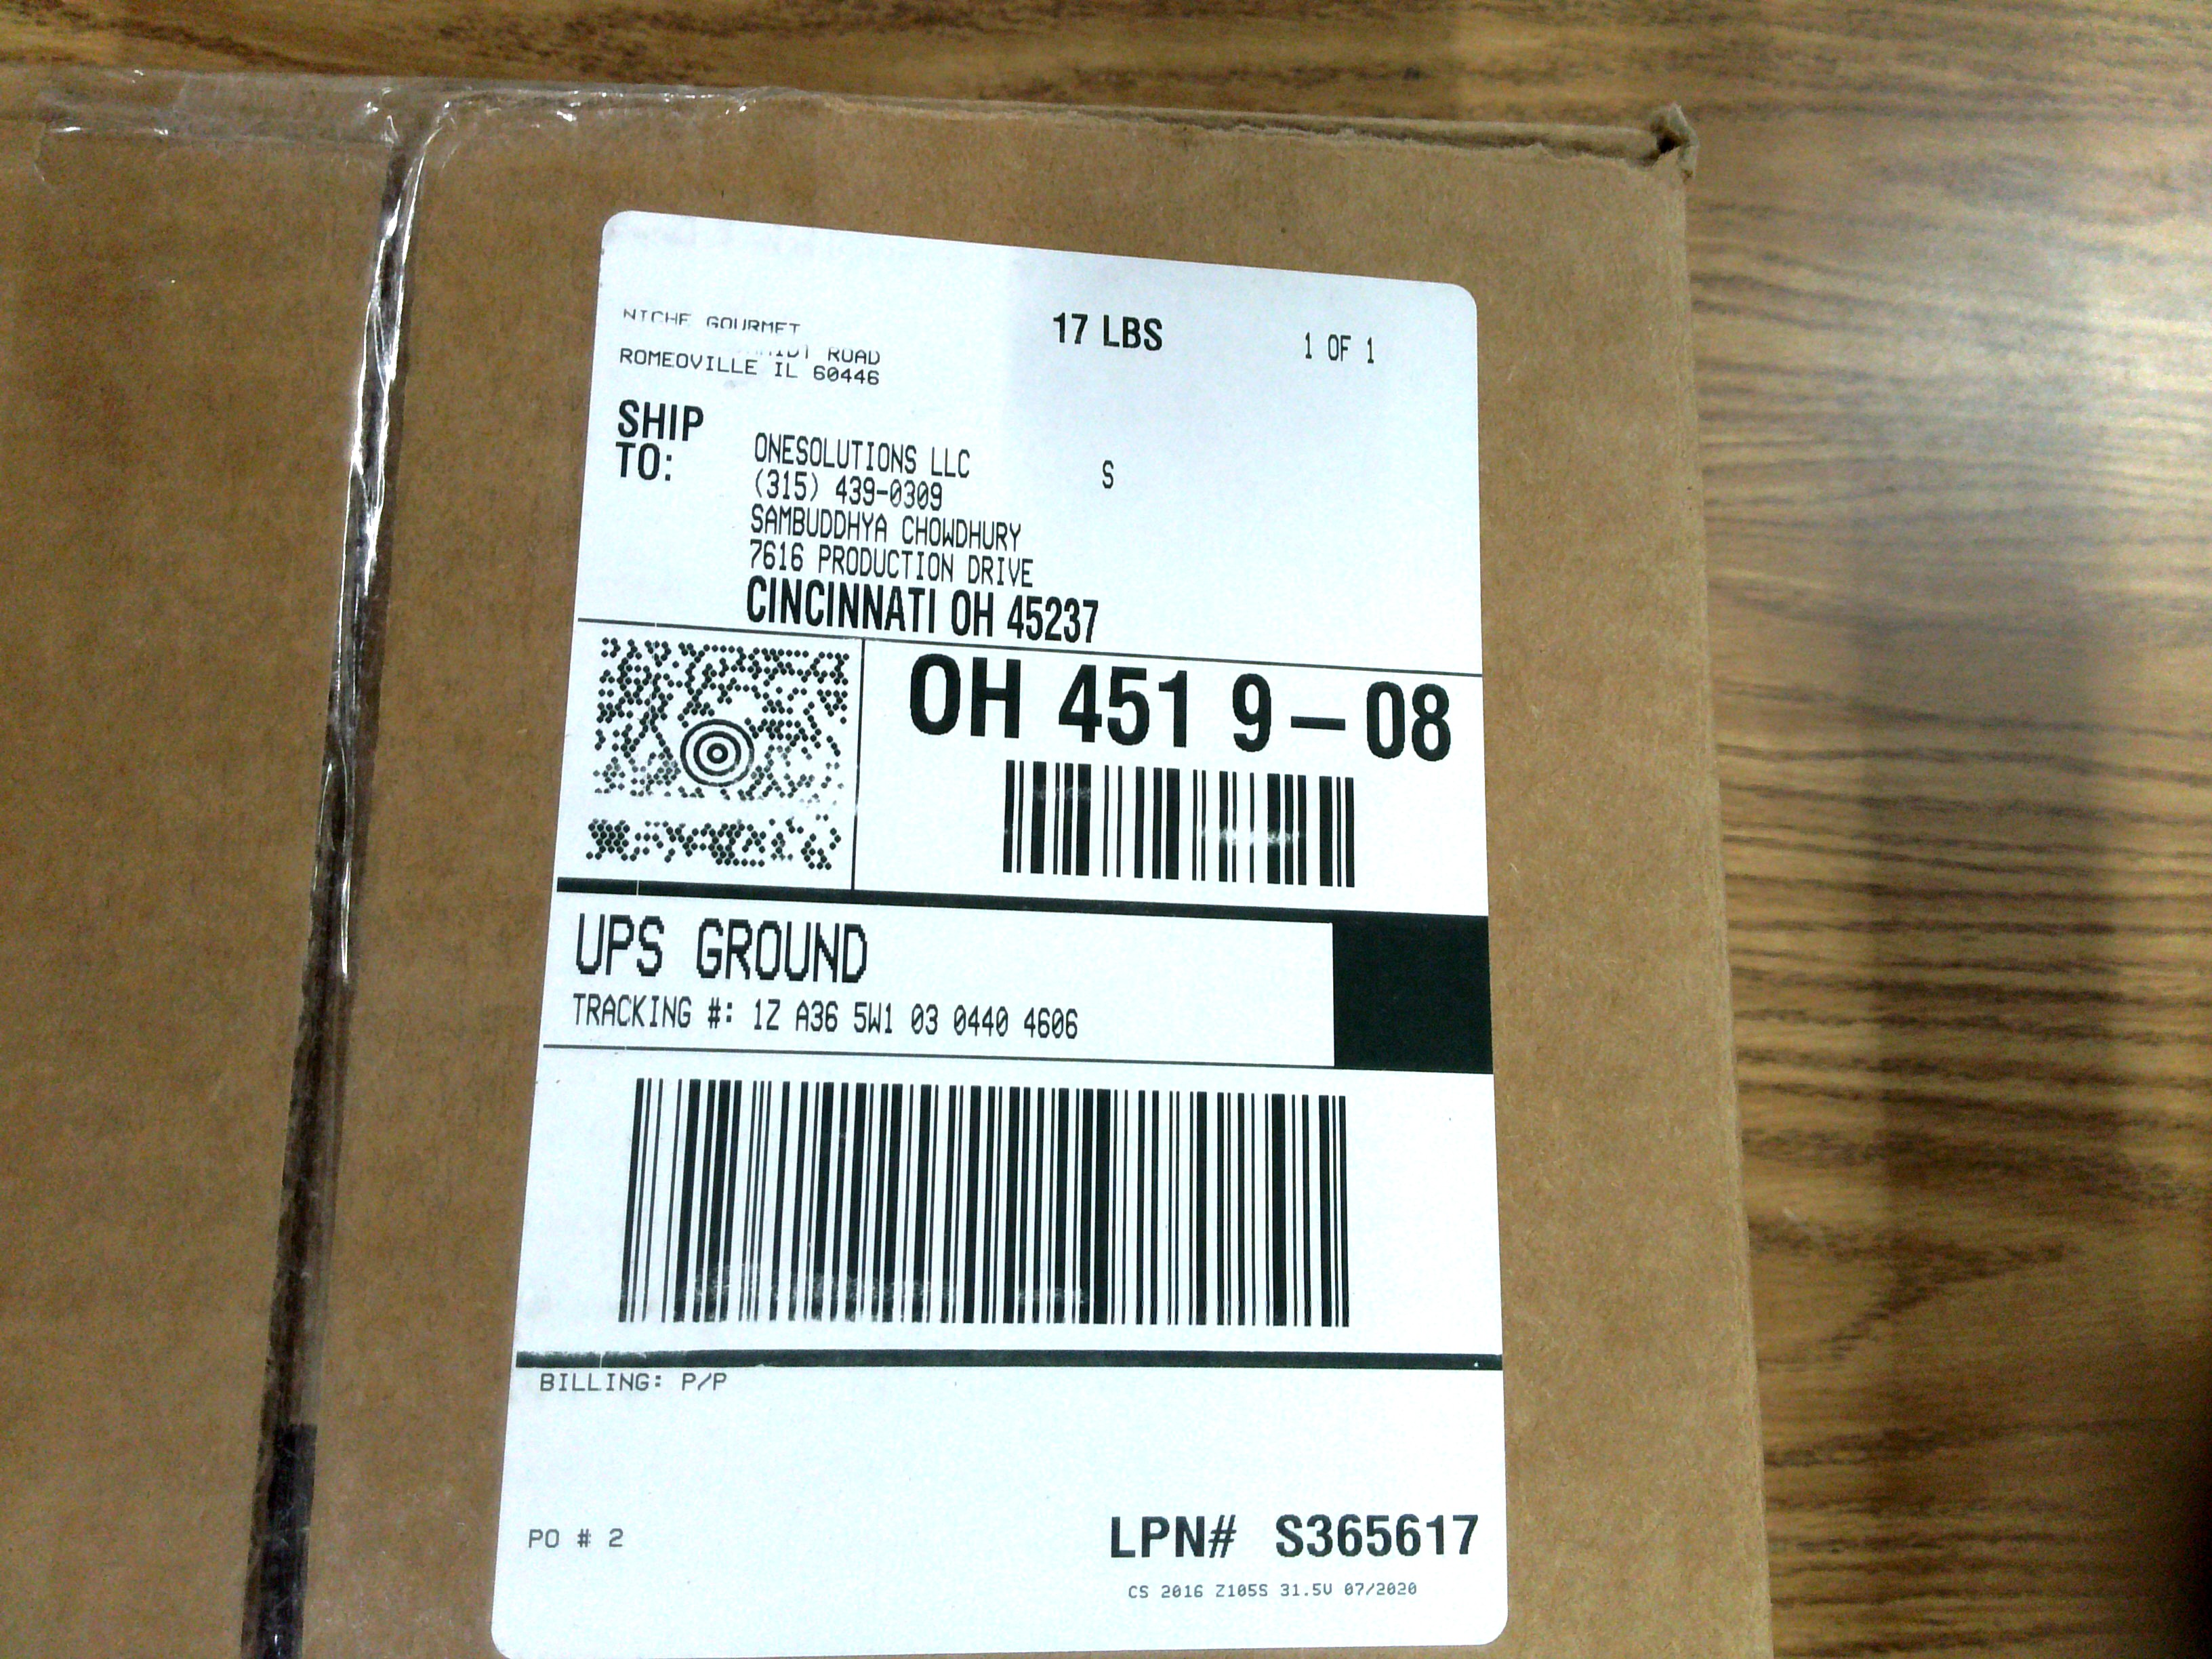 NICHE GOURMET
ROAD
ROMEOVILLE IL 60446
17 LBS
1 OF 1
SHIP
TO:
ONESOLUTIONS LLC
(315) 439-0309
SAMBUDDHYA CHOWDHURY
7616 PRODUCTION DRIVE
CINCINNATI OH 45237
S
OH 451 9-08
UPS GROUND
TRACKING #: 1Z A36 5W1 03 0440 4606
BILLING: P/P
PO # 2
LPN# S365617
CS 2016 Z105S 31.5V 07/2020